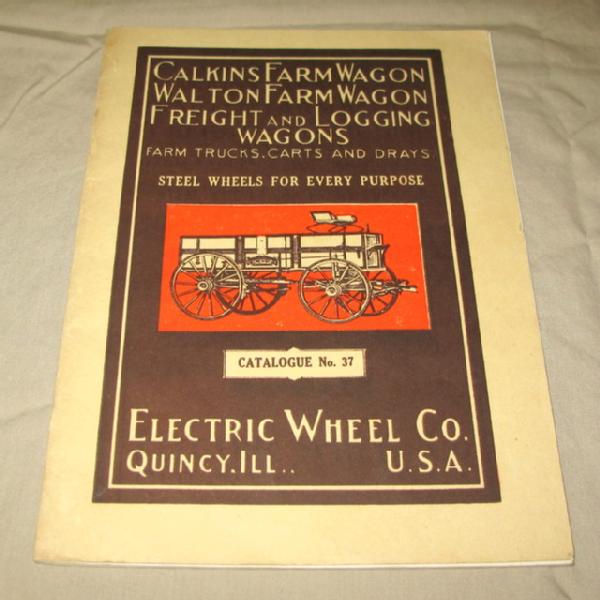 CALKINS FARM WAGON
WALTON FARM WAGON
FREIGHT AND LOGGING
WAGONS
FARM TRUCKS, CARTS AND DRAYS.
STEEL WHEELS FOR EVERY PURPOSE
CATALOGUE No. 37
ELECTRIC WHEEL CO.
QUINCY, ILL.. U.S.A.